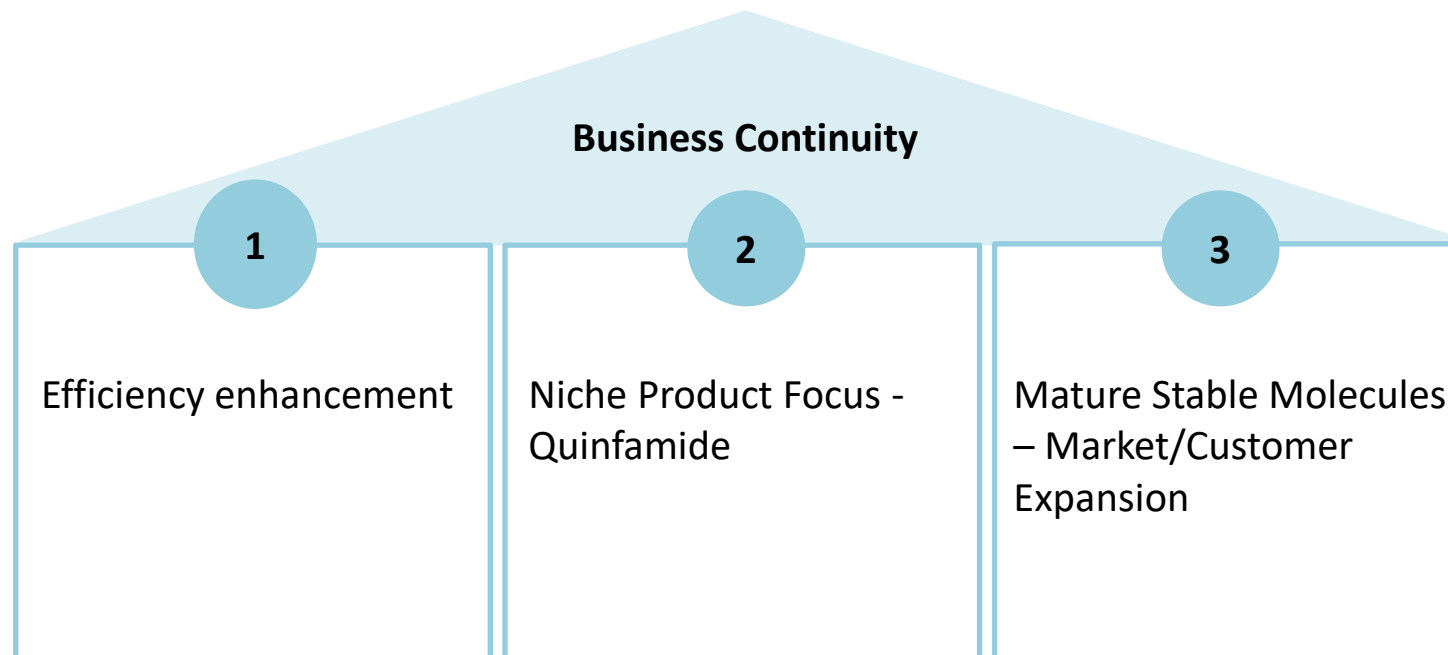 Business Continuity
1
2
3
Efficiency enhancement
Niche Product Focus -
Quinfamide
Mature Stable Molecules
– Market/Customer
Expansion